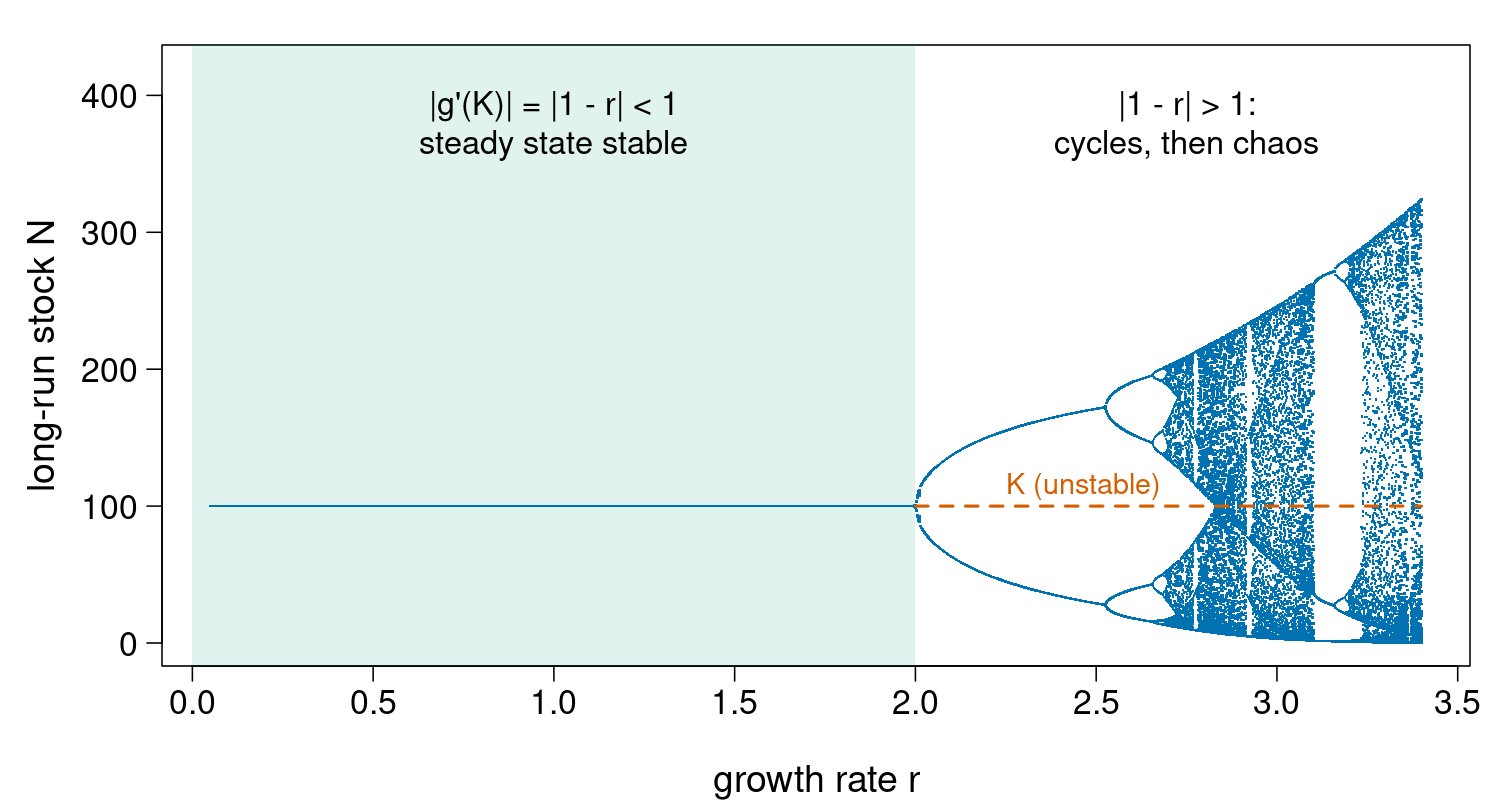 |g'(K)| = |1 - r| < 1
steady state stable
|1 - r| > 1:
cycles, then chaos
K (unstable)
long-run stock N
400
300
200
100
0
0.0
0.5
1.0
1.5
2.0
2.5
3.0
3.5
growth rate r